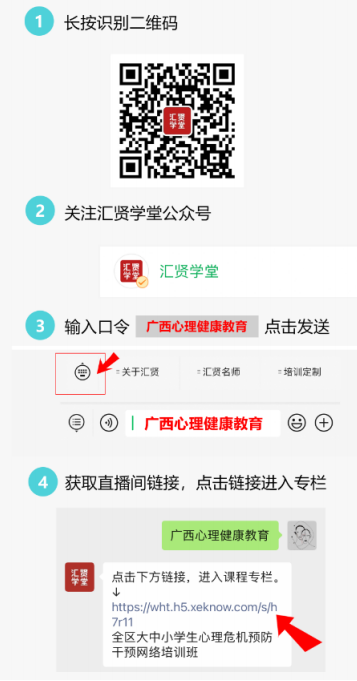 1 长按识别二维码
汇贤
学堂
2 关注汇贤学堂公众号
汇贤
学堂
汇贤学堂
3 输入口令 广西心理健康教育 点击发送
关于汇贤 汇贤名师 培训定制
广西心理健康教育
4 获取直播间链接，点击链接进入专栏
广西心理健康教育
汇贤
学堂
点击下方链接，进入课程专栏。
↓
https://wht.h5.xeknow.com/s/h
7r11
全区大中小学生心理危机预防
干预网络培训班